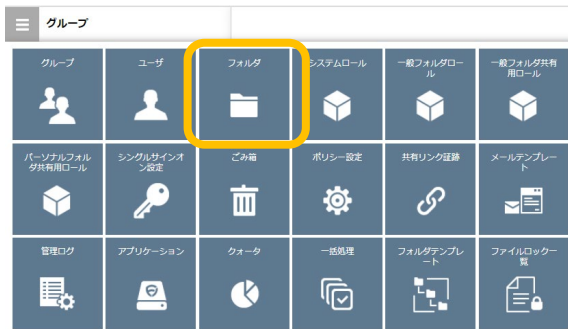 グループ
グループ
ユーザ
フォルダ
システムロール
一般フォルダロー
ル
一般フォルダ共有
用ロール
パーソナルフォル
ダ共有用ロール
シングルサインオ
ン設定
ごみ箱
ポリシー設定
共有リンク証跡
メールテンプレー
ト
管理ログ
アプリケーション
クォータ
一括処理
フォルダテンプレ
ート
ファイルロック一
覧